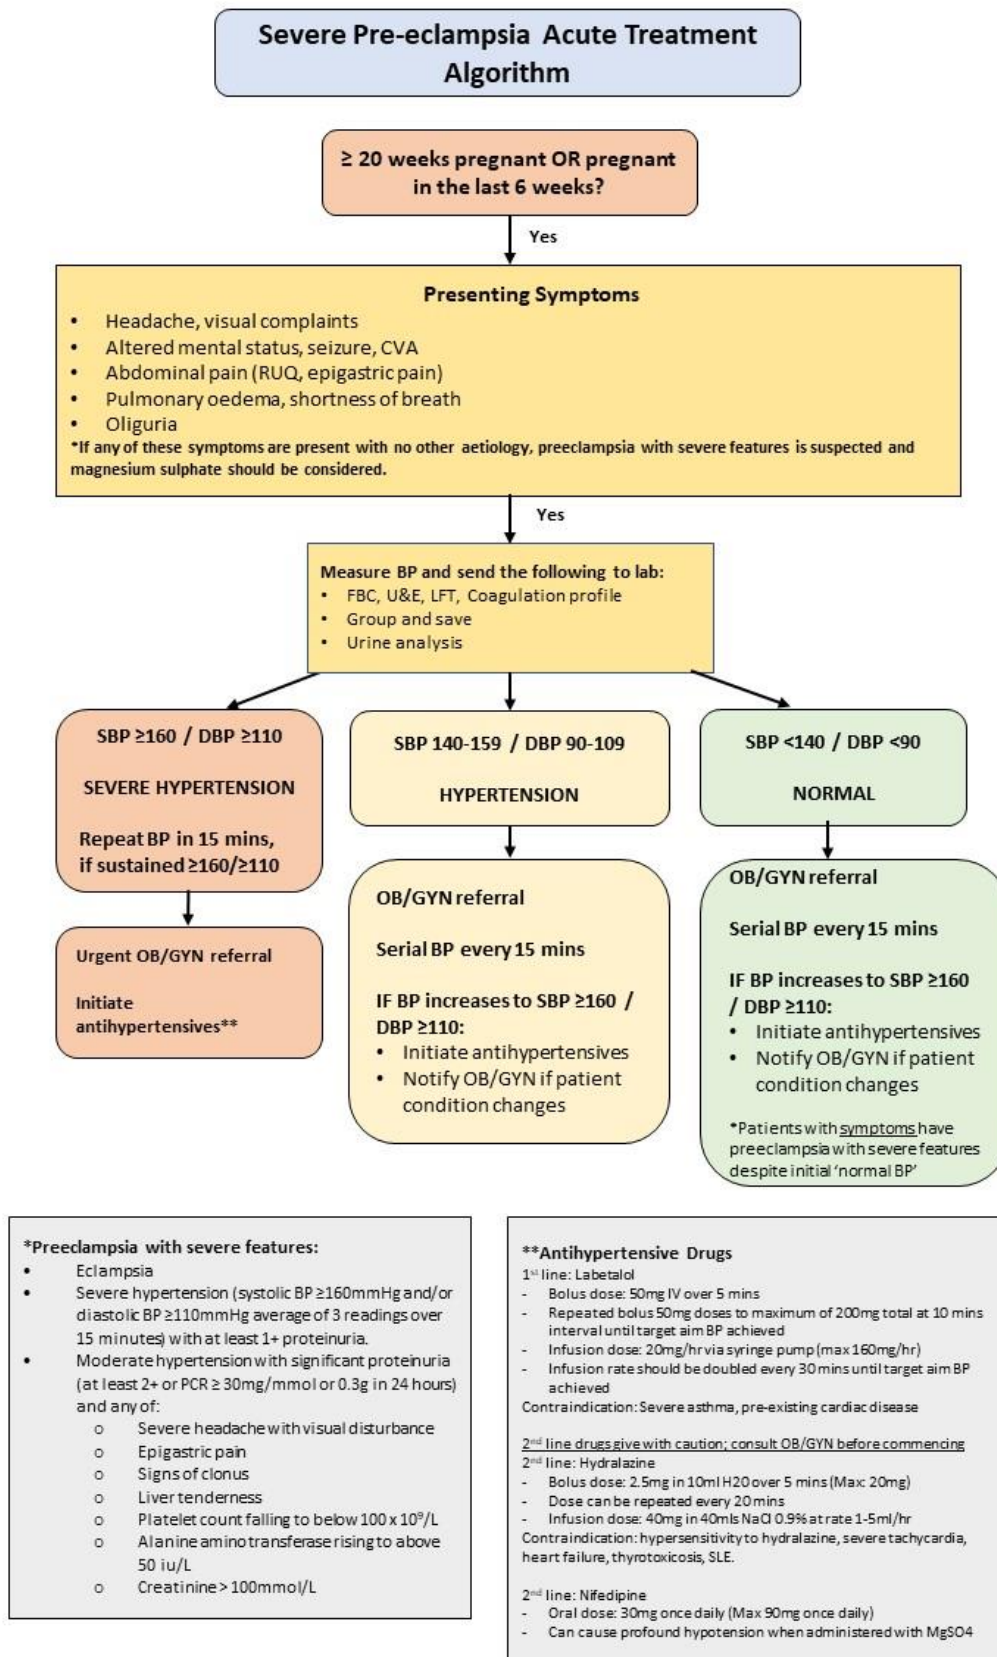 Severe Pre-eclampsia Acute Treatment
Algorithm
≥ 20 weeks pregnant OR pregnant
in the last 6 weeks?
Yes
Presenting Symptoms
• Headache, visual complaints
• Altered mental status, seizure, CVA
• Abdominal pain (RUQ, epigastric pain)
• Pulmonary oedema, shortness of breath
• Oliguria
*If any of these symptoms are present with no other aetiology, preeclampsia with severe features is suspected and
magnesium sulphate should be considered.
Yes
Measure BP and send the following to lab:
• FBC, U&E, LFT, Coagulation profile
• Group and save
• Urine analysis
SBP ≥160 / DBP ≥110
SEVERE HYPERTENSION
Repeat BP in 15 mins,
if sustained ≥160/≥110
Urgent OB/GYN referral
Initiate
antihypertensives**
SBP 140-159 / DBP 90-109
HYPERTENSION
OB/GYN referral
Serial BP every 15 mins
IF BP increases to SBP ≥160 /
DBP ≥110:
• Initiate antihypertensives
• Notify OB/GYN if patient
condition changes
SBP <140 / DBP <90
NORMAL
OB/GYN referral
Serial BP every 15 mins
IF BP increases to SBP ≥160
/ DBP ≥110:
• Initiate antihypertensives
• Notify OB/GYN if patient
condition changes
*Patients with symptoms have
preeclampsia with severe features
despite initial 'normal BP'
*Preeclampsia with severe features:
• Eclampsia
• Severe hypertension (systolic BP ≥160mmHg and/or
diastolic BP ≥110mmHg average of 3 readings over
15 minutes) with at least 1+ proteinuria.
• Moderate hypertension with significant proteinuria
(at least 2+ or PCR ≥ 30mg/mmol or 0.3g in 24 hours)
and any of:
o Severe headache with visual disturbance
o Epigastric pain
o Signs of clonus
o Liver tenderness
o Platelet count falling to below 100 x 10⁹/L
o Alanine amino transferase rising to above
50 iu/L
o Creatinine > 100mmol/L
**Antihypertensive Drugs
1st line: Labetalol
- Bolus dose: 50mg IV over 5 mins
- Repeated bolus 50mg doses to maximum of 200mg total at 10 mins
interval until target aim BP achieved
- Infusion dose: 20mg/hr via syringe pump (max 160mg/hr)
- Infusion rate should be doubled every 30 mins until target aim BP
achieved
Contraindication: Severe asthma, pre-existing cardiac disease
2nd line drugs give with caution; consult OB/GYN before commencing
2nd line: Hydralazine
- Bolus dose: 2.5mg in 10ml H20 over 5 mins (Max: 20mg)
- Dose can be repeated every 20 mins
- Infusion dose: 40mg in 40mls NaCl 0.9% at rate 1-5ml/hr
Contraindication: hypersensitivity to hydralazine, severe tachycardia,
heart failure, thyrotoxicosis, SLE.
2nd line: Nifedipine
- Oral dose: 30mg once daily (Max 90mg once daily)
- Can cause profound hypotension when administered with MgSO4